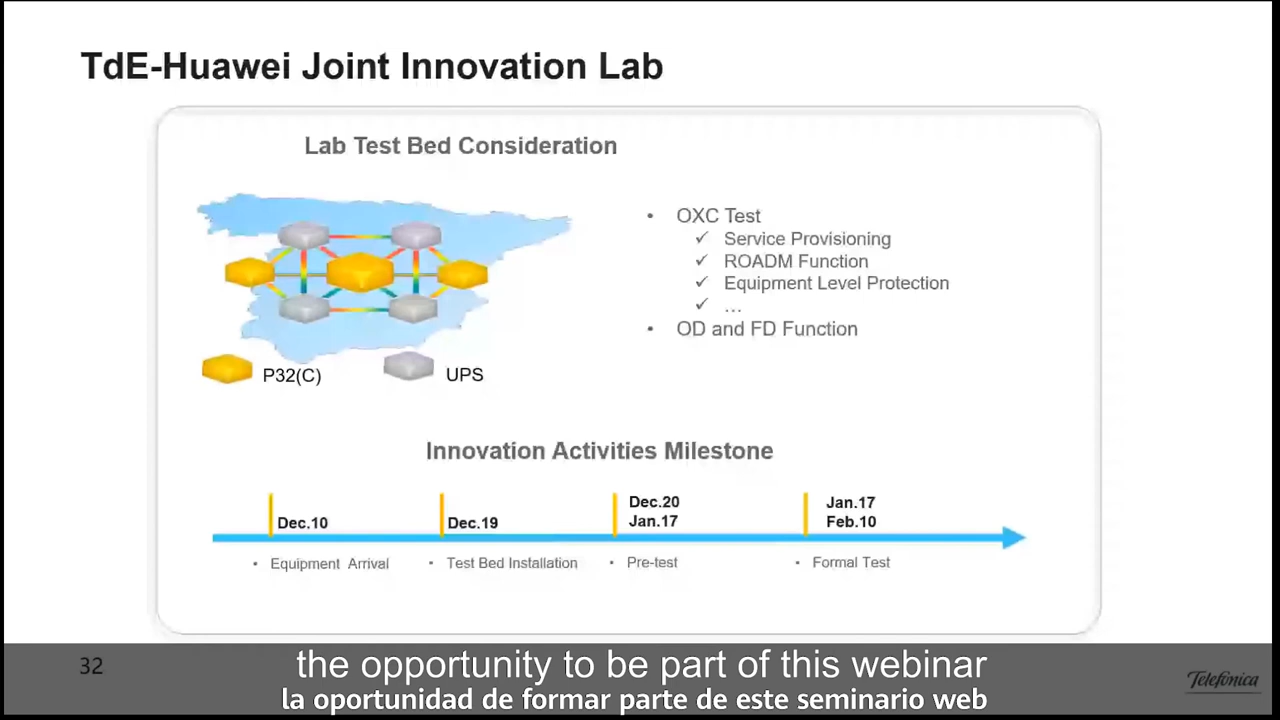 TdE-Huawei Joint Innovation Lab
Lab Test Bed Consideration
• OXC Test
✓ Service Provisioning
✓ ROADM Function
✓ Equipment Level Protection
✓ ...
• OD and FD Function
P32(C)
UPS
Innovation Activities Milestone
Dec.10
Dec.19
Dec.20
Jan.17
Jan.17
Feb.10
• Equipment Arrival
• Test Bed Installation
• Pre-test
• Formal Test
32
the opportunity to be part of this webinar
la oportunidad de formar parte de este seminario web
Telefónica